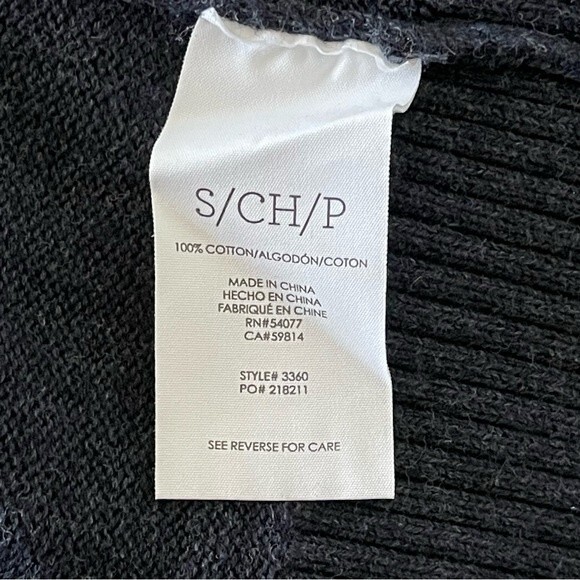 S/CH/P
100% COTTON/ALGODÓN/COTON
MADE IN CHINA
HECHO EN CHINA
FABRIQUÉ EN CHINE
RN#54077
CA#59814
STYLE# 3360
PO# 218211
SEE REVERSE FOR CARE